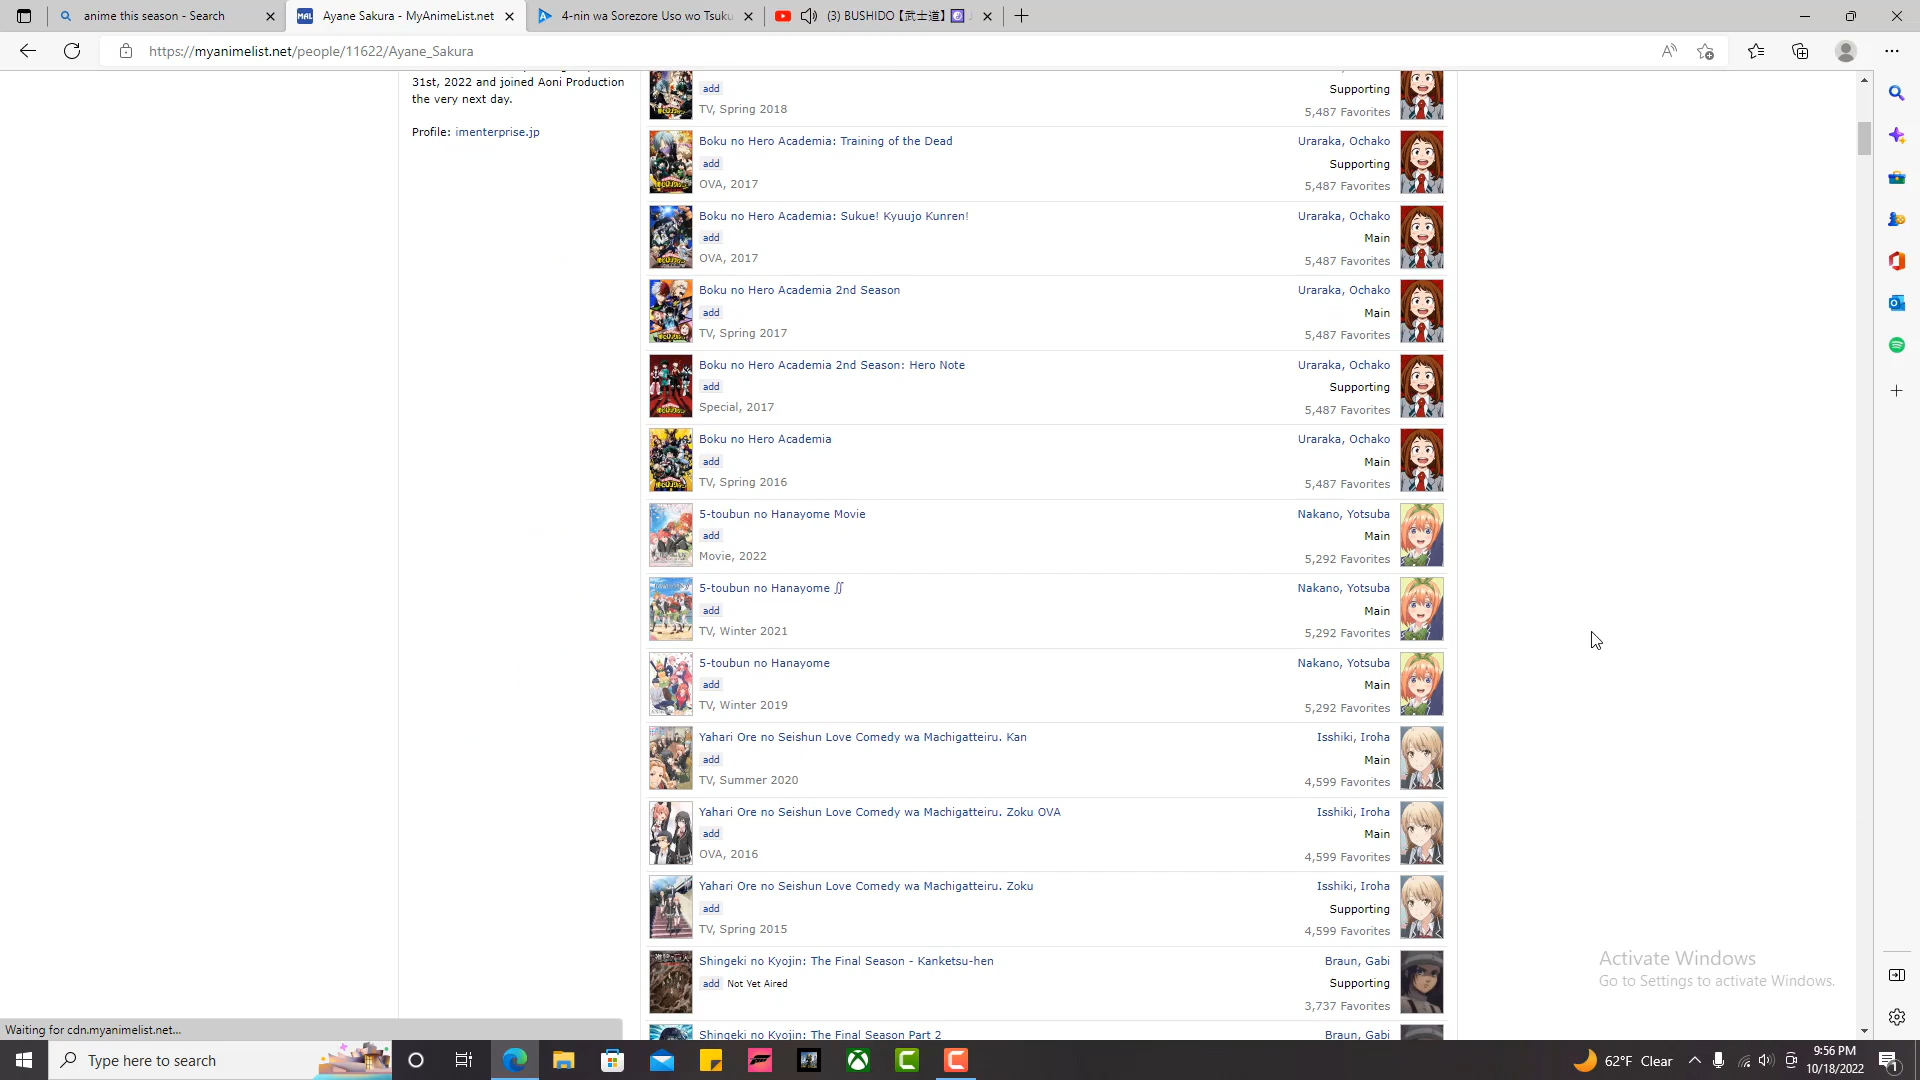 anime this season - Search
Ayane Sakura - MyAnimeList.net
4-nin wa Sorezore Uso wo Tsuku
(3) BUSHIDO【武士道】
https://myanimelist.net/people/11622/Ayane_Sakura
31st, 2022 and joined Aoni Production
the very next day.
Profile: imenterprise.jp
add
Supporting
TV, Spring 2018
5,487 Favorites
Boku no Hero Academia: Training of the Dead
Uraraka, Ochako
add
Supporting
OVA, 2017
5,487 Favorites
Boku no Hero Academia: Sukue! Kyuujo Kunren!
Uraraka, Ochako
add
Main
OVA, 2017
5,487 Favorites
Boku no Hero Academia 2nd Season
Uraraka, Ochako
add
Main
TV, Spring 2017
5,487 Favorites
Boku no Hero Academia 2nd Season: Hero Note
Uraraka, Ochako
add
Supporting
Special, 2017
5,487 Favorites
Boku no Hero Academia
Uraraka, Ochako
add
Main
TV, Spring 2016
5,487 Favorites
5-toubun no Hanayome Movie
Nakano, Yotsuba
add
Main
Movie, 2022
5,292 Favorites
5-toubun no Hanayome ∬
Nakano, Yotsuba
add
Main
TV, Winter 2021
5,292 Favorites
5-toubun no Hanayome
Nakano, Yotsuba
add
Main
TV, Winter 2019
5,292 Favorites
Yahari Ore no Seishun Love Comedy wa Machigatteiru. Kan
Isshiki, Iroha
add
Main
TV, Summer 2020
4,599 Favorites
Yahari Ore no Seishun Love Comedy wa Machigatteiru. Zoku OVA
Isshiki, Iroha
add
Main
OVA, 2016
4,599 Favorites
Yahari Ore no Seishun Love Comedy wa Machigatteiru. Zoku
Isshiki, Iroha
add
Supporting
TV, Spring 2015
4,599 Favorites
Shingeki no Kyojin: The Final Season - Kanketsu-hen
Braun, Gabi
add Not Yet Aired
Supporting
3,737 Favorites
Shingeki no Kyojin: The Final Season Part 2
Braun, Gabi
Activate Windows
Go to Settings to activate Windows.
Waiting for cdn.myanimelist.net...
Type here to search
62°F Clear
9:56 PM
10/18/2022